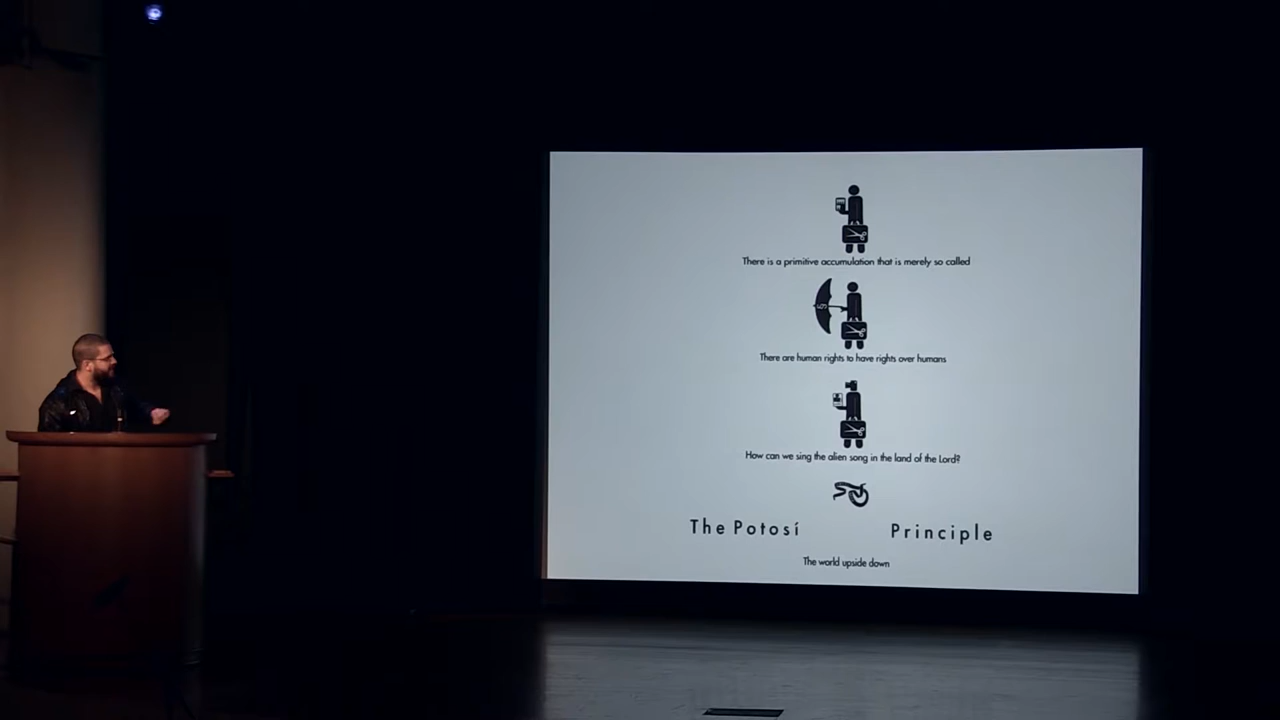 There is a primitive accumulation that is merely so called
There are human rights to have rights over humans
How can we sing the alien song in the land of the Lord?
The Potosí Principle
The world upside down